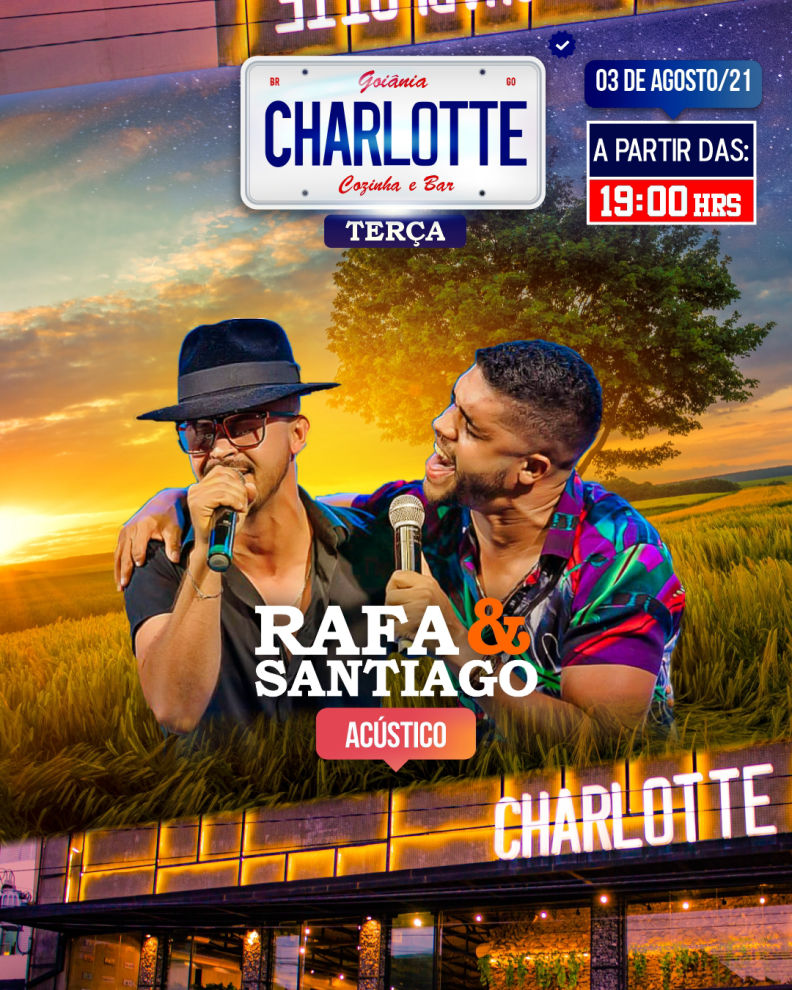 BR
Goiânia
GO
CHARLOTTE
Cozinha e Bar
TERÇA
03 DE AGOSTO/21
A PARTIR DAS:
19:00 HRS
RAFA &
SANTIAGO
ACÚSTICO
CHARLOTTE